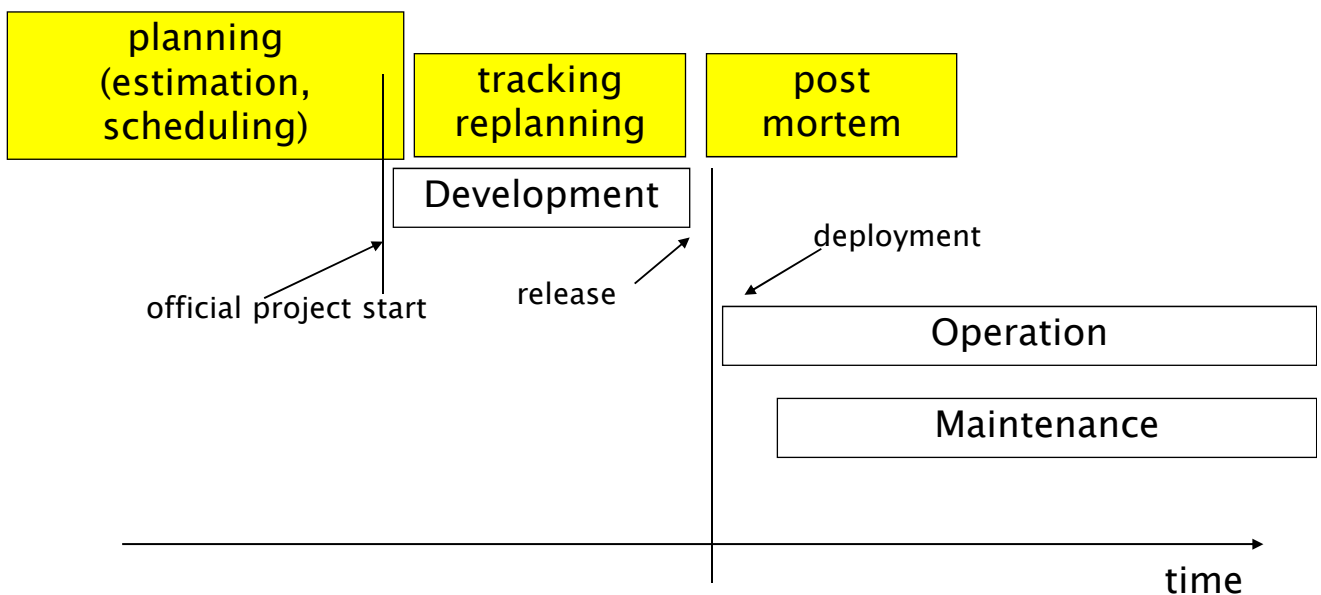 planning
(estimation,
scheduling)
tracking
replanning
post
mortem
Development
deployment
official project start
release
Operation
Maintenance
time